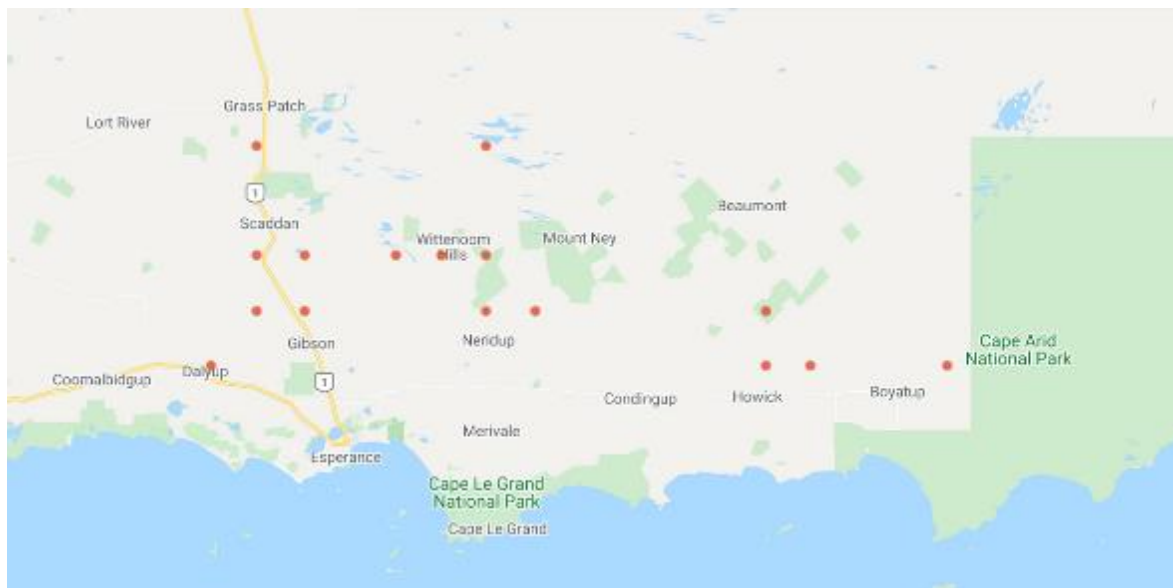 Grass Patch
Lort River
1
Scaddan
Beaumont
Wittenoom
Hills
Mount Ney
Gibson
Neridup
Cape Arid
National Park
Dalyup
Coomalbidgup
1
Condingup
Howick
Boyatup
Merivale
Esperance
Cape Le Grand
National Park
Cape Le Grand